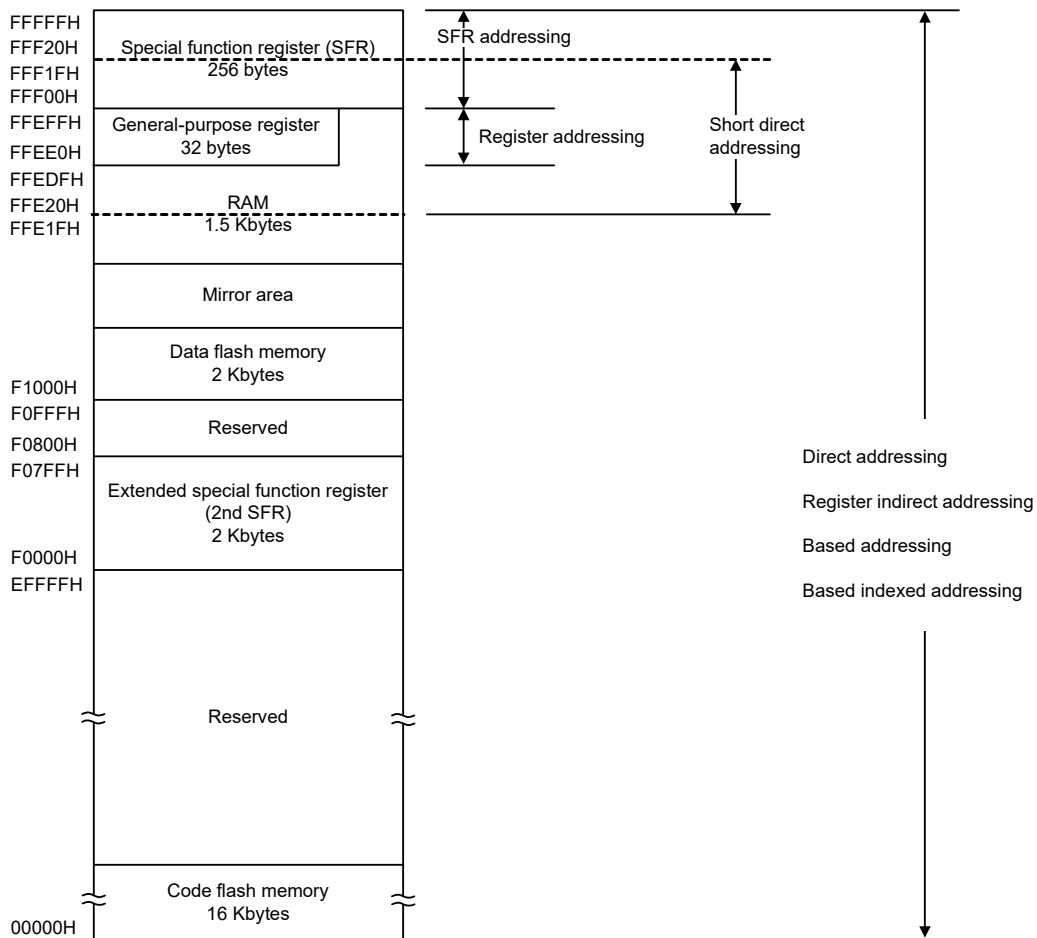 FFFFFH
SFR addressing
FFF20H
Special function register (SFR)
256 bytes
FFF1FH
FFF00H
FFEFFH
General-purpose register
32 bytes
Register addressing
Short direct
addressing
FFEE0H
FFEDFH
FFE20H
RAM
1.5 Kbytes
FFE1FH
Mirror area
Data flash memory
2 Kbytes
F1000H
F0FFFH
Reserved
F0800H
F07FFH
Extended special function register
(2nd SFR)
2 Kbytes
F0000H
EFFFFH
Direct addressing
Register indirect addressing
Based addressing
Based indexed addressing
Reserved
Code flash memory
16 Kbytes
00000H